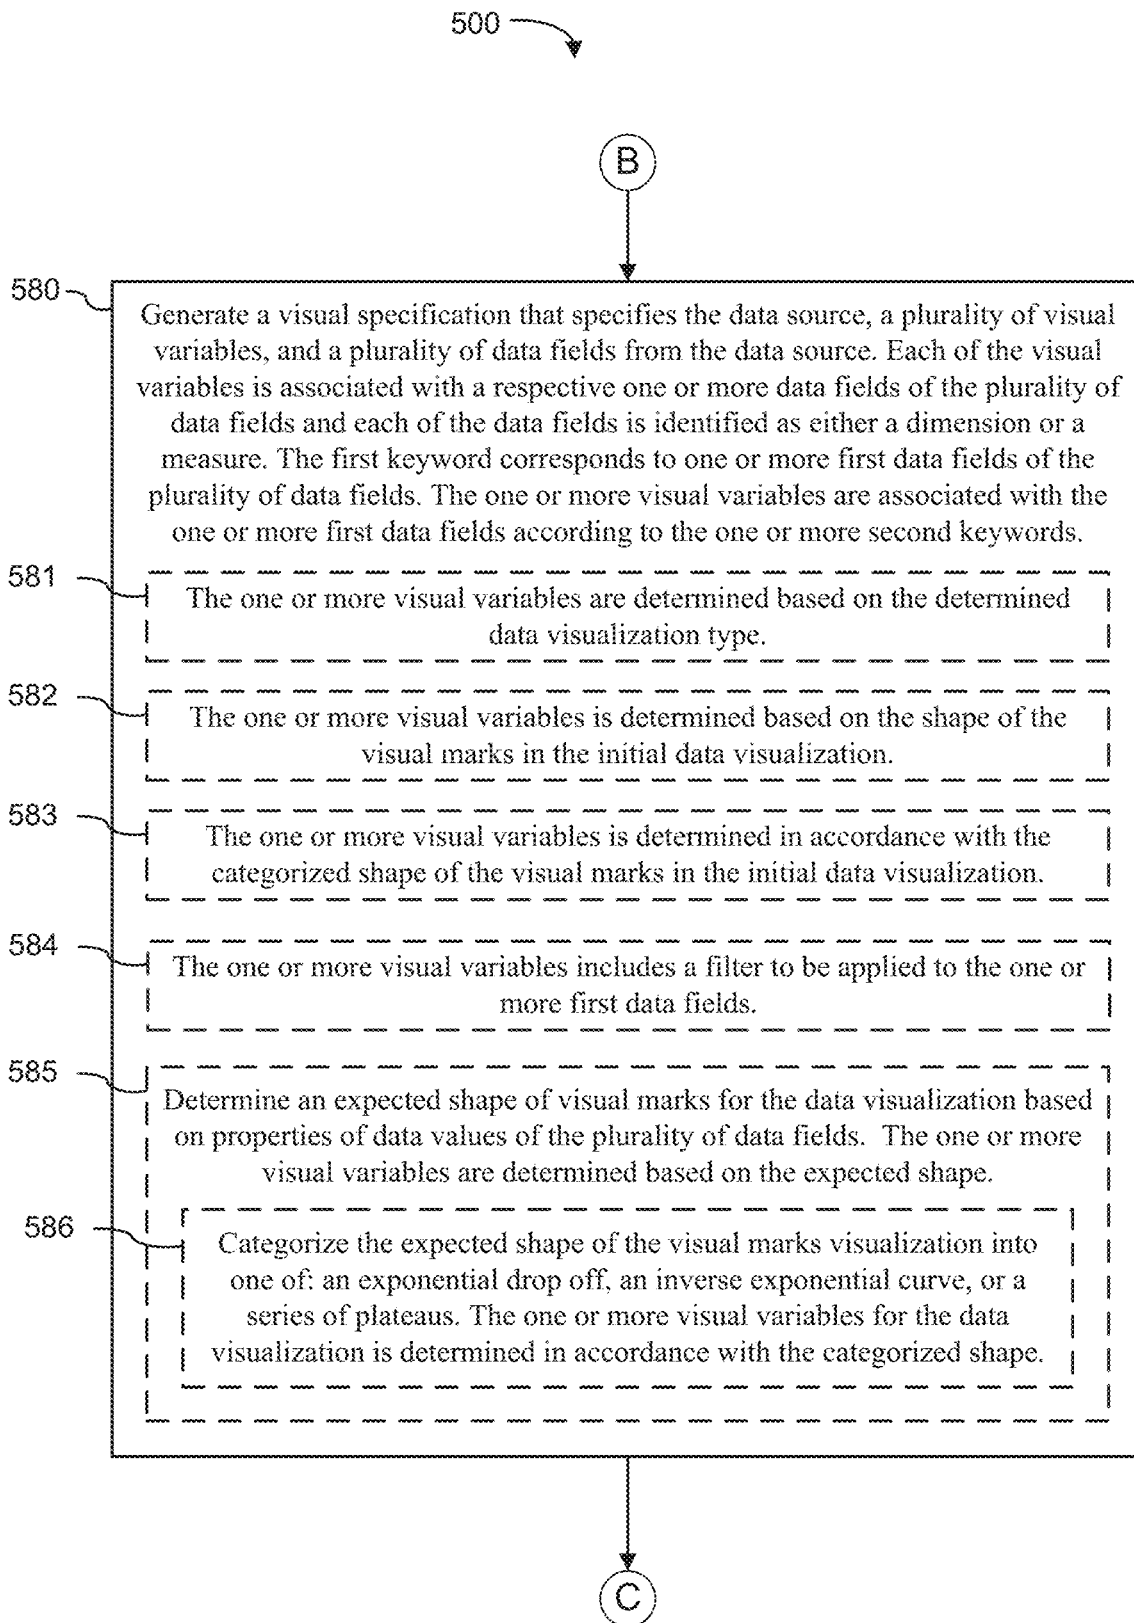 500
B
580
Generate a visual specification that specifies the data source, a plurality of visual
variables, and a plurality of data fields from the data source. Each of the visual
variables is associated with a respective one or more data fields of the plurality of
data fields and each of the data fields is identified as either a dimension or a
measure. The first keyword corresponds to one or more first data fields of the
plurality of data fields. The one or more visual variables are associated with the
one or more first data fields according to the one or more second keywords.
581
The one or more visual variables are determined based on the determined
data visualization type.
582
The one or more visual variables is determined based on the shape of the
visual marks in the initial data visualization.
583
The one or more visual variables is determined in accordance with the
categorized shape of the visual marks in the initial data visualization.
584
The one or more visual variables includes a filter to be applied to the one or
more first data fields.
585
Determine an expected shape of visual marks for the data visualization based
on properties of data values of the plurality of data fields. The one or more
visual variables are determined based on the expected shape.
586
Categorize the expected shape of the visual marks visualization into
one of: an exponential drop off, an inverse exponential curve, or a
series of plateaus. The one or more visual variables for the data
visualization is determined in accordance with the categorized shape.
C